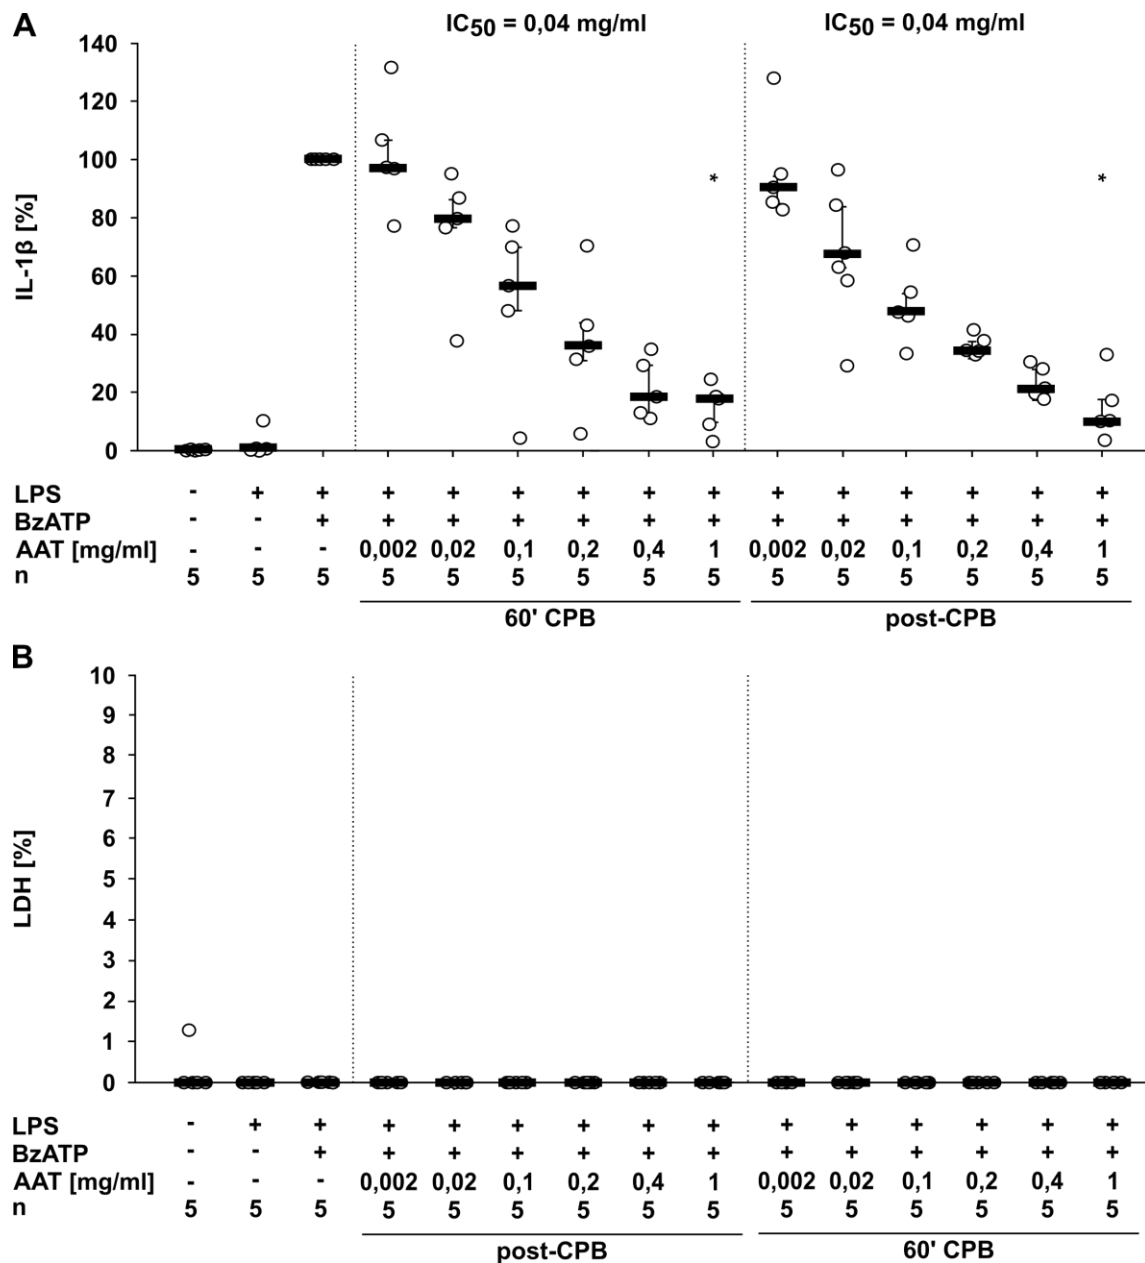 A
IC50 = 0,04 mg/ml IC50 = 0,04 mg/ml
140
120
100
80
60
40
20
0
IL-1β [%]
* *
LPS - + + + + + + + + + + + + + +
BzATP - - + + + + + + + + + + + + +
AAT [mg/ml] - - - 0,002 0,02 0,1 0,2 0,4 1 0,002 0,02 0,1 0,2 0,4 1
n 5 5 5 5 5 5 5 5 5 5 5 5 5 5 5
60' CPB post-CPB
B
10
9
8
7
6
5
4
3
2
1
0
LDH [%]
LPS - + + + + + + + + + + + + + +
BzATP - - + + + + + + + + + + + + +
AAT [mg/ml] - - - 0,002 0,02 0,1 0,2 0,4 1 0,002 0,02 0,1 0,2 0,4 1
n 5 5 5 5 5 5 5 5 5 5 5 5 5 5 5
post-CPB 60' CPB